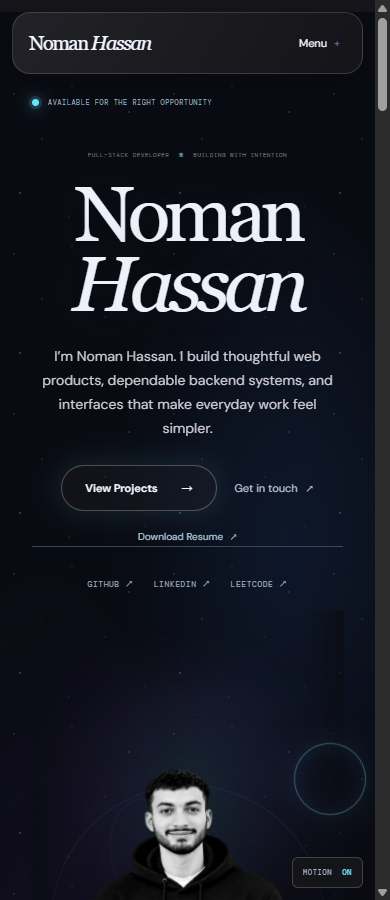 Noman Hassan
Menu +
AVAILABLE FOR THE RIGHT OPPORTUNITY
FULL-STACK DEVELOPER
BUILDING WITH INTENTION
Noman
Hassan
I’m Noman Hassan. I build thoughtful web
products, dependable backend systems, and
interfaces that make everyday work feel
simpler.
View Projects →
Get in touch ↗
Download Resume ↗
GITHUB ↗
LINKEDIN ↗
LEETCODE ↗
MOTION ON